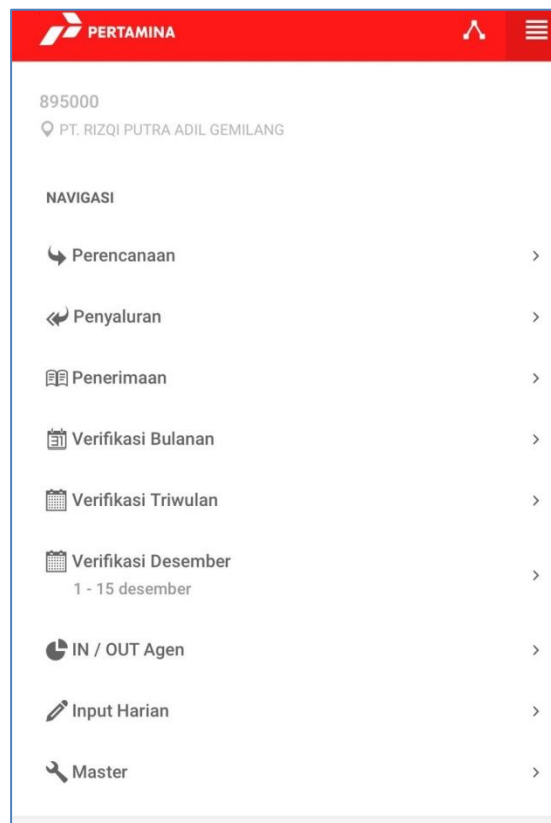 PERTAMINA
895000
PT. RIZQI PUTRA ADIL GEMILANG
NAVIGASI
Perencanaan
Penyaluran
Penerimaan
31 Verifikasi Bulanan
Verifikasi Triwulan
Verifikasi Desember
1 - 15 desember
IN / OUT Agen
Input Harian
Master